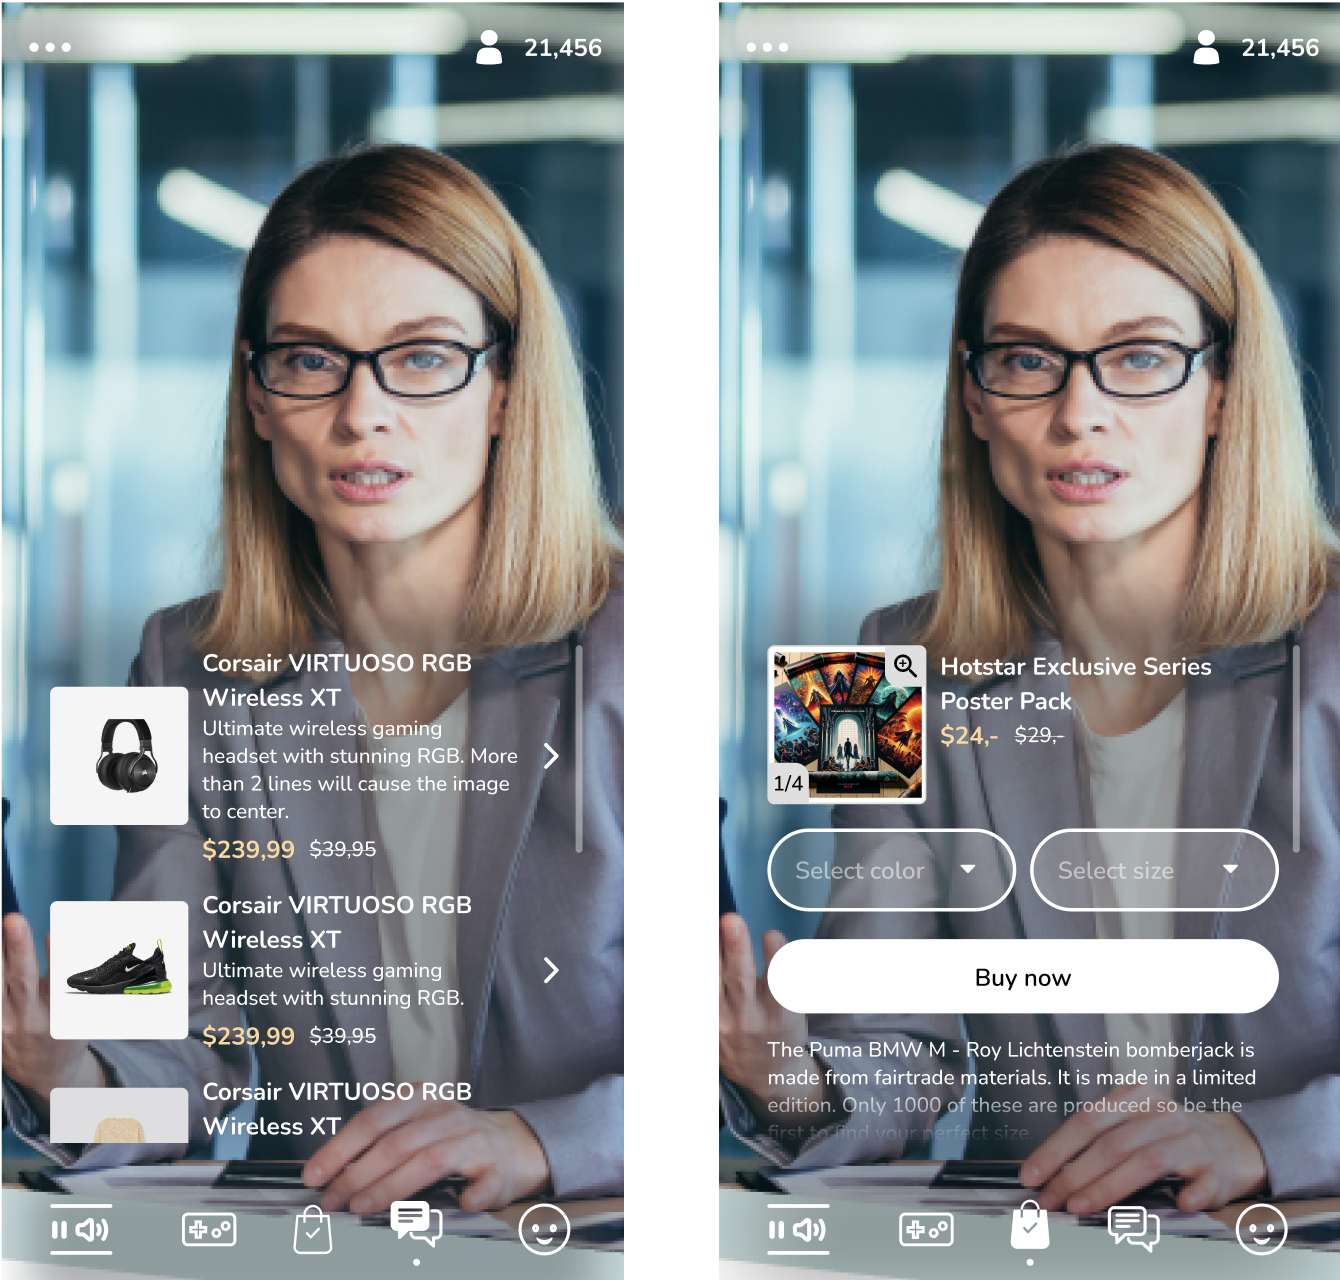 21,456
Corsair VIRTUOSO RGB
Wireless XT
Ultimate wireless gaming
headset with stunning RGB. More
than 2 lines will cause the image
to center.
$239,99 $39,95
Corsair VIRTUOSO RGB
Wireless XT
Ultimate wireless gaming
headset with stunning RGB.
$239,99 $39,95
Corsair VIRTUOSO RGB
Wireless XT
21,456
Hotstar Exclusive Series
Poster Pack
$24,- $29,-
1/4
Select color
Select size
Buy now
The Puma BMW M - Roy Lichtenstein bomberjack is
made from fairtrade materials. It is made in a limited
edition. Only 1000 of these are produced so be the
first to find your perfect size.